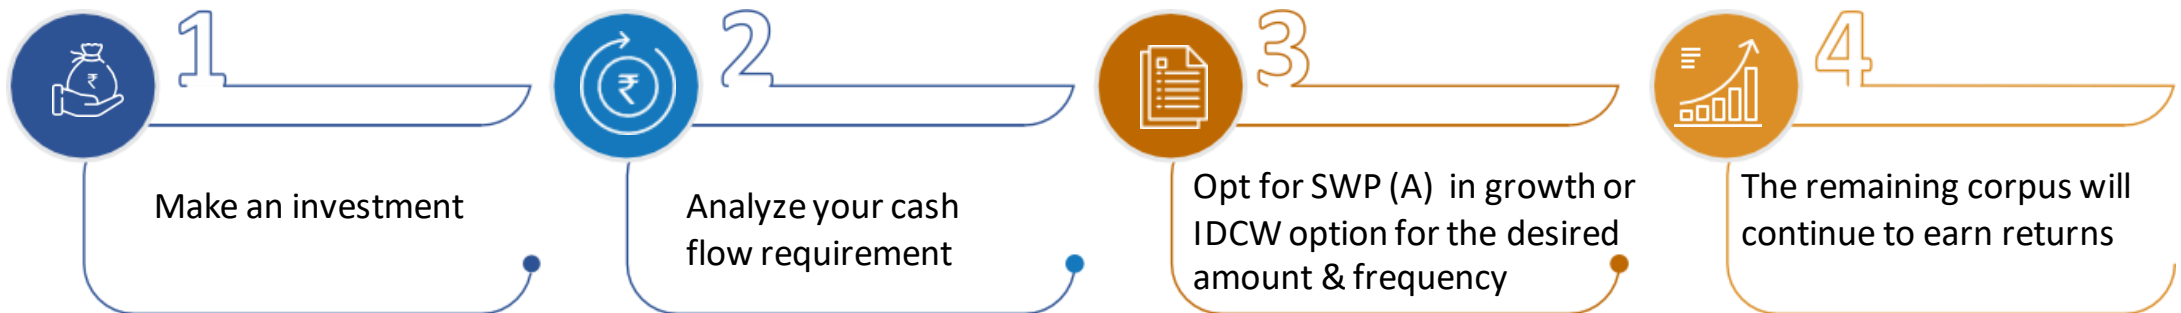 1
Make an investment
2
Analyze your cash
flow requirement
3
Opt for SWP (A) in growth or
IDCW option for the desired
amount & frequency
4
The remaining corpus will
continue to earn returns
₹
₹